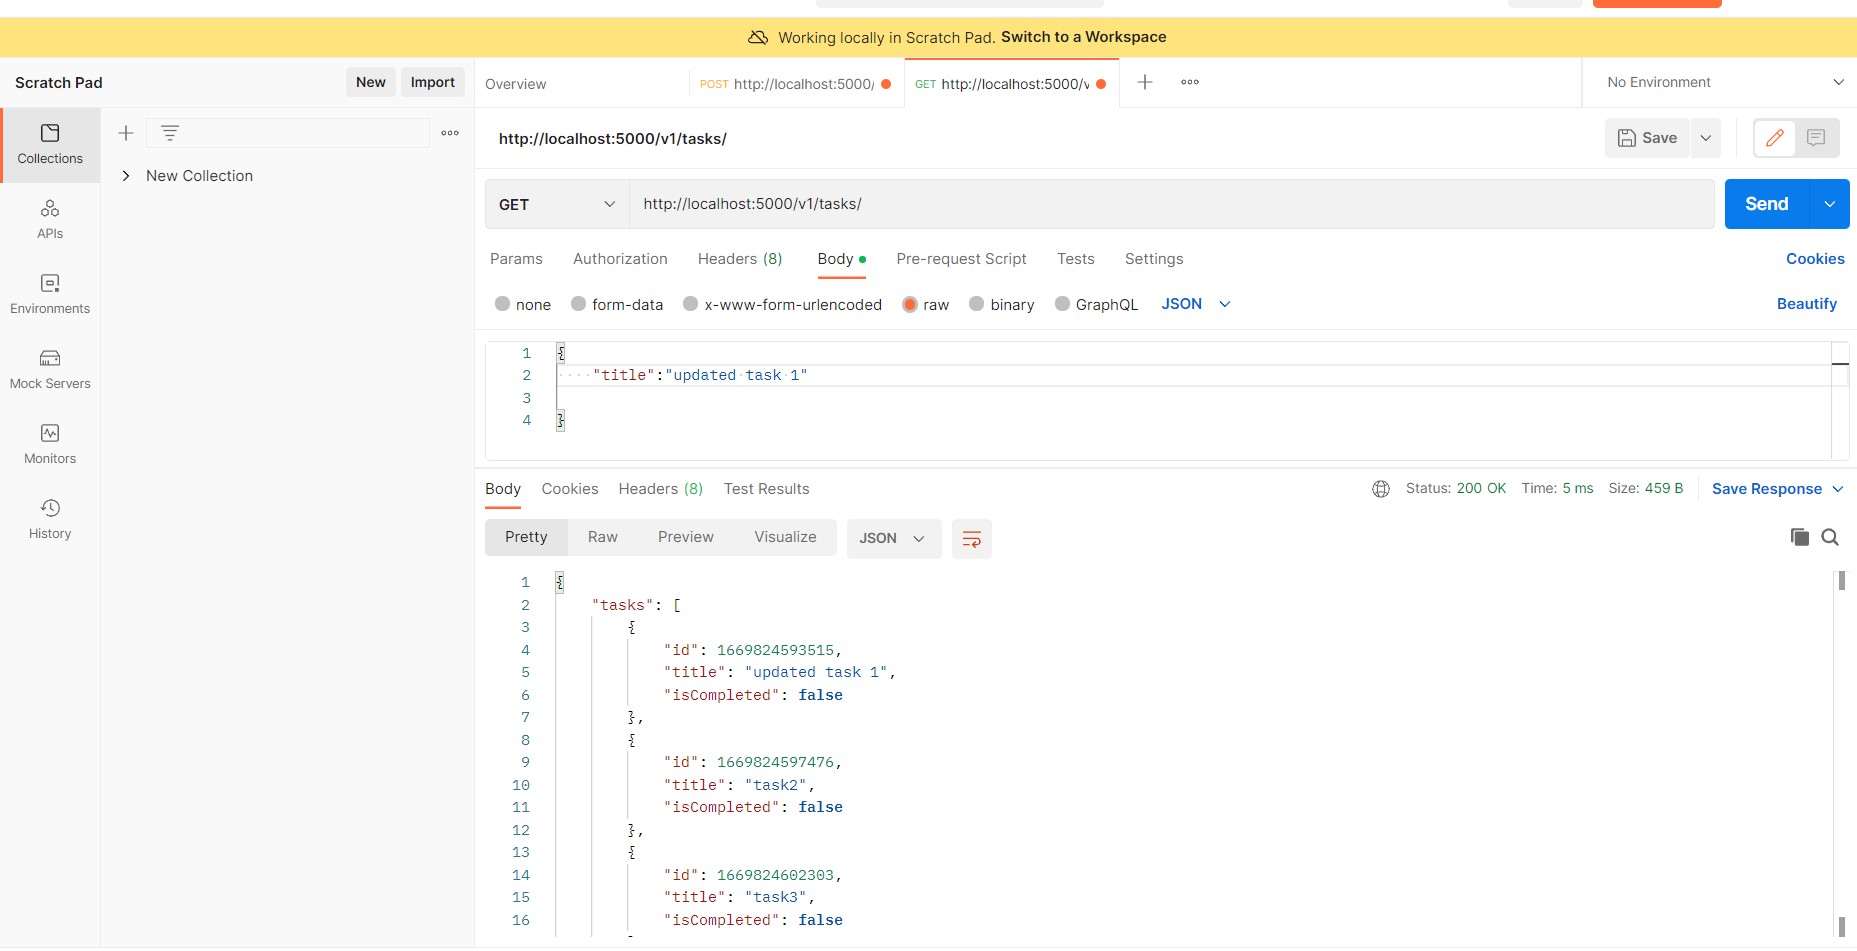 Working locally in Scratch Pad. Switch to a Workspace
Scratch Pad
New
Import
Overview
POST http://localhost:5000/
GET http://localhost:5000/v
No Environment
Collections
New Collection
http://localhost:5000/v1/tasks/
Save
APIs
GET
http://localhost:5000/v1/tasks/
Send
Params
Authorization
Headers (8)
Body
Pre-request Script
Tests
Settings
Cookies
Environments
none
form-data
x-www-form-urlencoded
raw
binary
GraphQL
JSON
Beautify
Mock Servers
1 {
2 "title":"updated task 1"
3
4 }
Monitors
History
Body
Cookies
Headers (8)
Test Results
Status: 200 OK
Time: 5 ms
Size: 459 B
Save Response
Pretty
Raw
Preview
Visualize
JSON
1 {
2 "tasks": [
3 {
4 "id": 1669824593515,
5 "title": "updated task 1",
6 "isCompleted": false
7 },
8 {
9 "id": 1669824597476,
10 "title": "task2",
11 "isCompleted": false
12 },
13 {
14 "id": 1669824602303,
15 "title": "task3",
16 "isCompleted": false